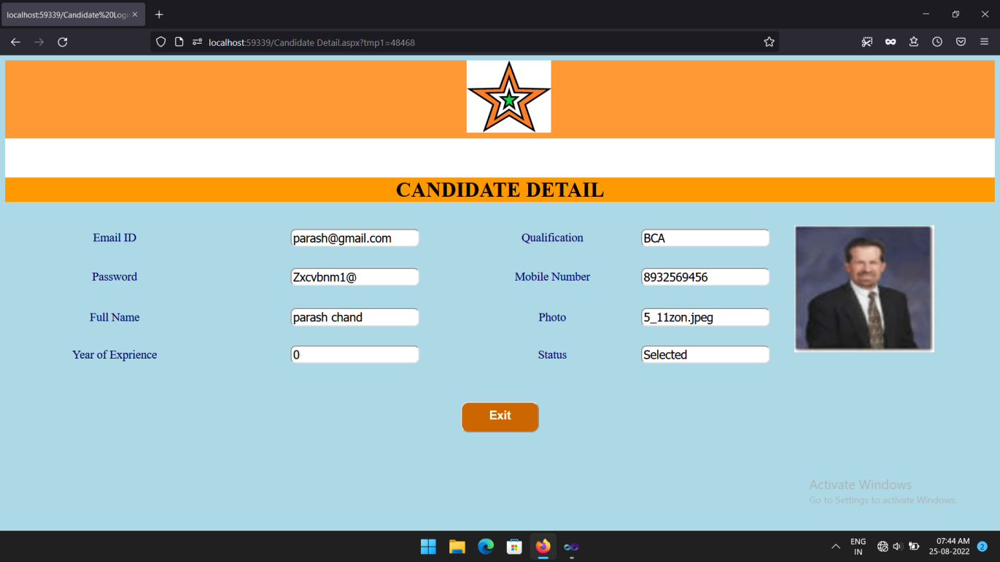 localhost:59339/Candidate%20Logi
localhost:59339/Candidate Detail.aspx?tmp1=48468
CANDIDATE DETAIL
Email ID parash@gmail.com Qualification BCA
Password Zxcvbnm1@ Mobile Number 8932569456
Full Name parash chand Photo 5_11zon.jpeg
Year of Exprience 0 Status Selected
Exit
Activate Windows
Go to Settings to activate Windows.
ENG 07:44 AM
IN 25-08-2022 2